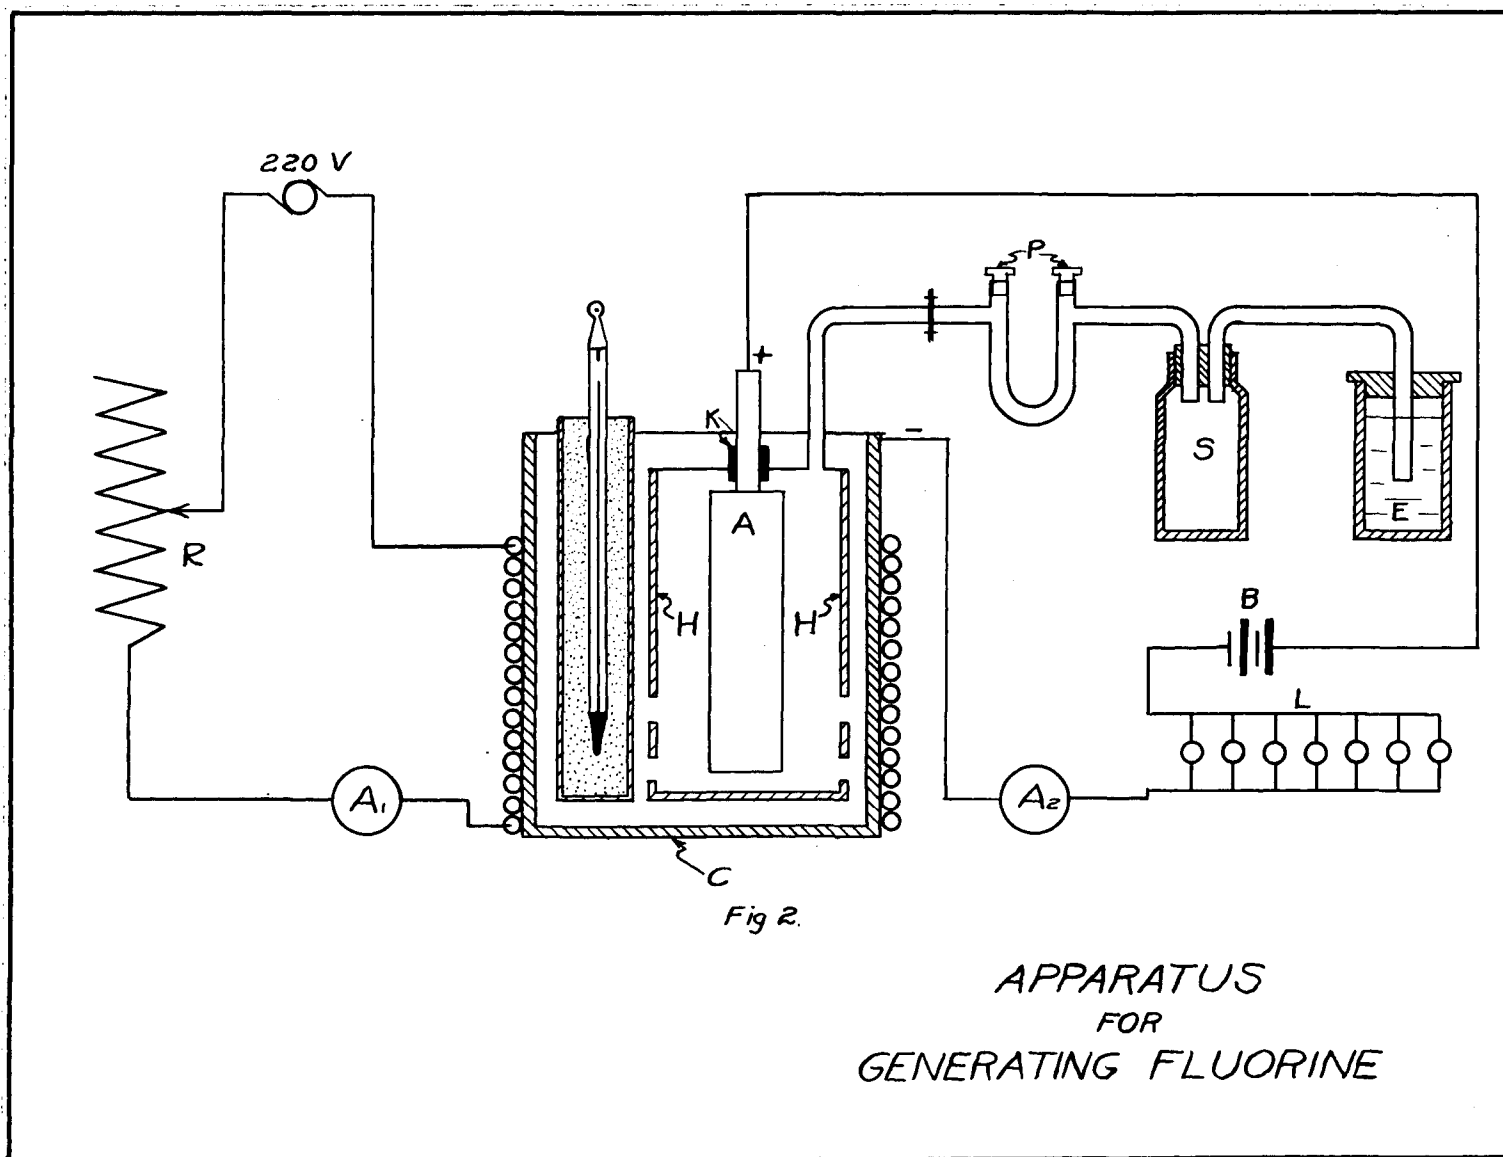 220 V
P
+
K
-
S
A
E
R
H
H
B
L
A1
A2
C
Fig 2.
APPARATUS
FOR
GENERATING FLUORINE